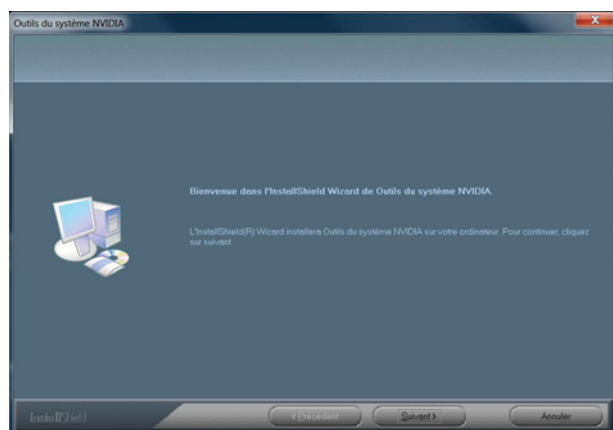 Outils du système NVIDIA
Bienvenue dans l'InstallShield Wizard de Outils du système NVIDIA.
L'InstallShield(R) Wizard installera Outils du système NVIDIA sur votre ordinateur. Pour continuer, cliquez
sur suivant.
InstallShield
< Précédent
Suivant >
Annuler